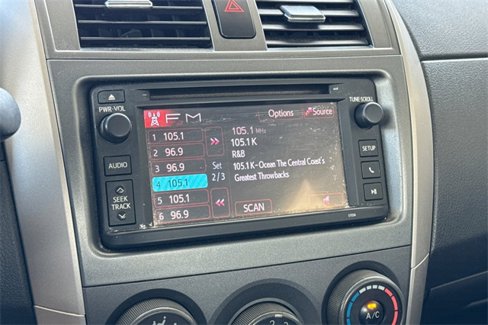 PWR·VOL
TUNE·SCROLL
FM
Options
Source
1 105.1
2 96.9
3 96.9
4 105.1
5 105.1
6 96.9
Set
2/3
105.1 MHz
105.1 K
R&B
105.1 K-Ocean The Central Coast's
Greatest Throwbacks
SCAN
AUDIO
SEEK
TRACK
SETUP
A/C